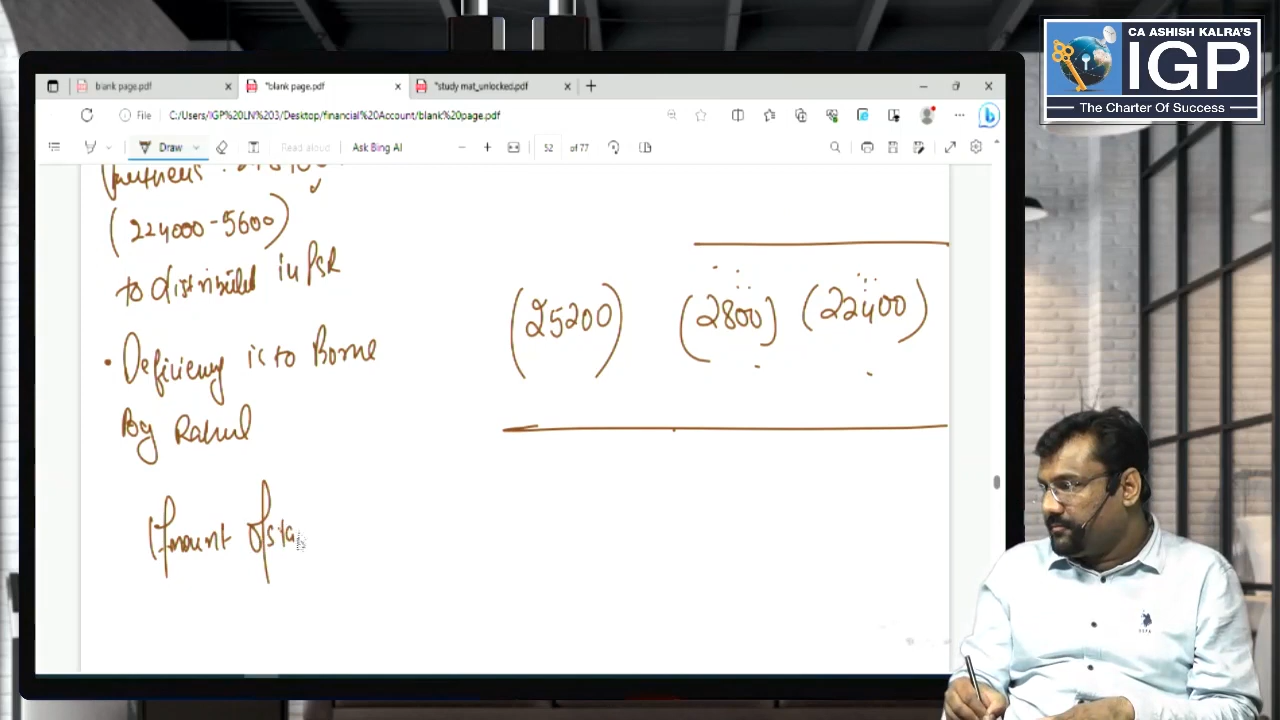 CA ASHISH KALRA'S
IGP
The Charter Of Success
blank page.pdf
*blank page.pdf
*study mat_unlocked.pdf
File
C:/Users/IGP%20LN%203/Desktop/financial%20Account/blank%20page.pdf
Draw
Read aloud
Ask Bing AI
52
of 77
(224000-5600)
to distributed in PSR
(25200)
(2800)
(22400)
• Deficiency is to Borne
By Rahul
Amount Of